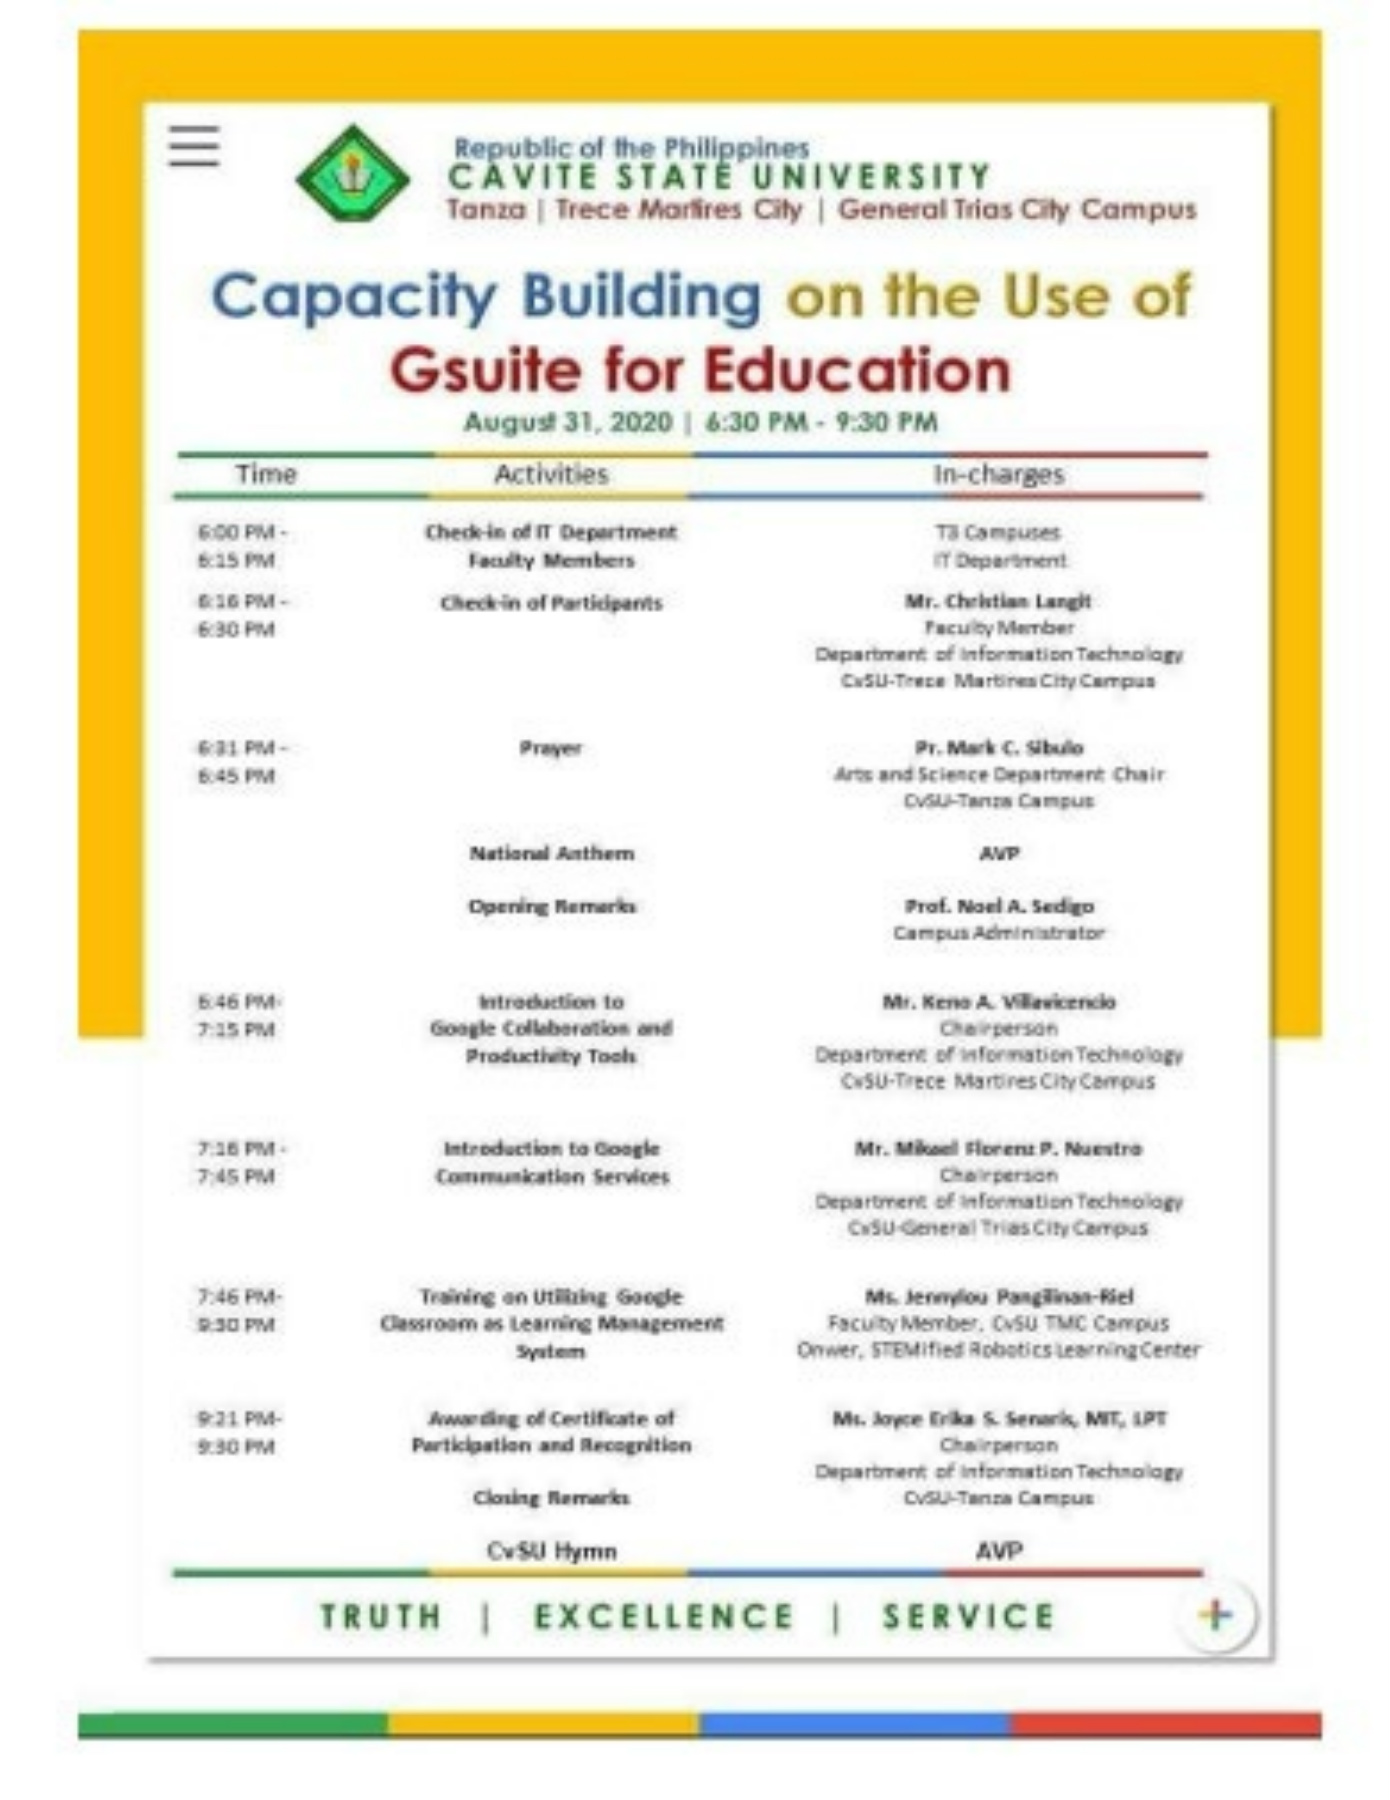 Republic of the Philippines
CAVITE STATE UNIVERSITY
Tanza | Trece Martires City | General Trias City Campus
Capacity Building on the Use of
Gsuite for Education
August 31, 2020 | 6:30 PM - 9:30 PM
Time Activities In-charges
6:00 PM - Check-in of IT Department T3 Campuses
6:15 PM Faculty Members IT Department
6:16 PM - Check-in of Participants Mr. Christian Langit
6:30 PM Faculty Member
Department of Information Technology
CvSU-Trece Martires City Campus
6:31 PM - Prayer Pr. Mark C. Sibulo
6:45 PM Arts and Science Department Chair
CvSU-Tanza Campus
National Anthem AVP
Opening Remarks Prof. Noel A. Sedigo
Campus Administrator
6:46 PM- Introduction to Mr. Keno A. Villavicencio
7:15 PM Google Collaboration and Chairperson
Productivity Tools Department of Information Technology
CvSU-Trece Martires City Campus
7:16 PM - Introduction to Google Mr. Mikael Florenz P. Nuestro
7:45 PM Communication Services Chairperson
Department of Information Technology
CvSU-General Trias City Campus
7:46 PM- Training on Utilizing Google Ms. Jennylou Pangilinan-Riel
9:30 PM Classroom as Learning Management Faculty Member, CvSU TMC Campus
System Onwer, STEMified Robotics Learning Center
9:21 PM- Awarding of Certificate of Ms. Joyce Erika S. Senaris, MIT, LPT
9:30 PM Participation and Recognition Chairperson
Department of Information Technology
Closing Remarks CvSU-Tanza Campus
CvSU Hymn AVP
TRUTH | EXCELLENCE | SERVICE